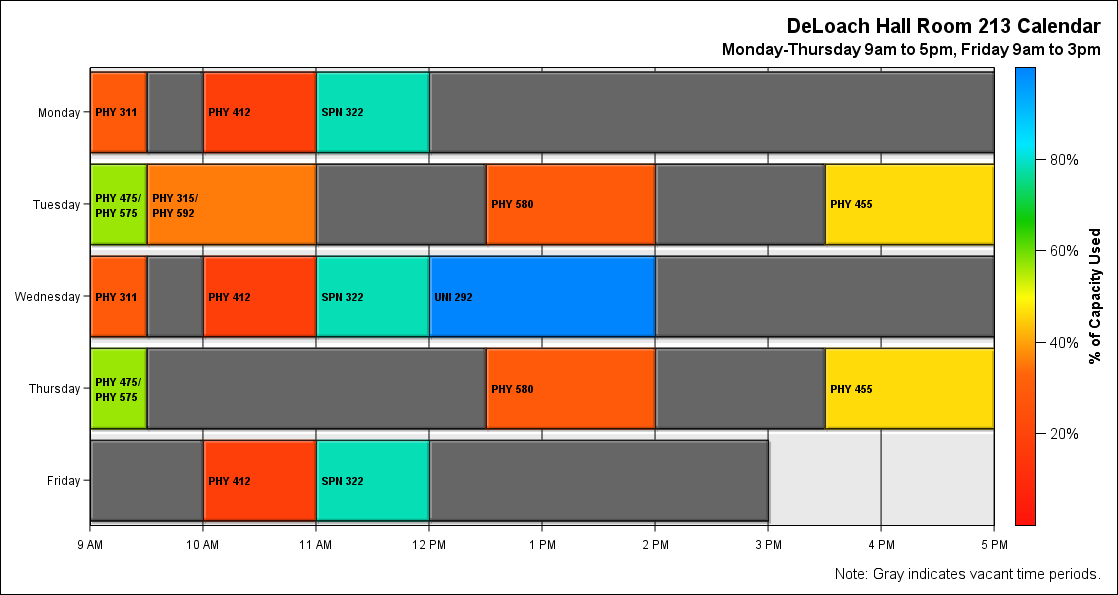 DeLoach Hall Room 213 Calendar
Monday-Thursday 9am to 5pm, Friday 9am to 3pm
Monday
PHY 311
PHY 412
SPN 322
Tuesday
PHY 475/
PHY 575
PHY 315/
PHY 592
PHY 580
PHY 455
Wednesday
PHY 311
PHY 412
SPN 322
UNI 292
Thursday
PHY 475/
PHY 575
PHY 580
PHY 455
Friday
PHY 412
SPN 322
9 AM
10 AM
11 AM
12 PM
1 PM
2 PM
3 PM
4 PM
5 PM
80%
60%
40%
20%
% of Capacity Used
Note: Gray indicates vacant time periods.